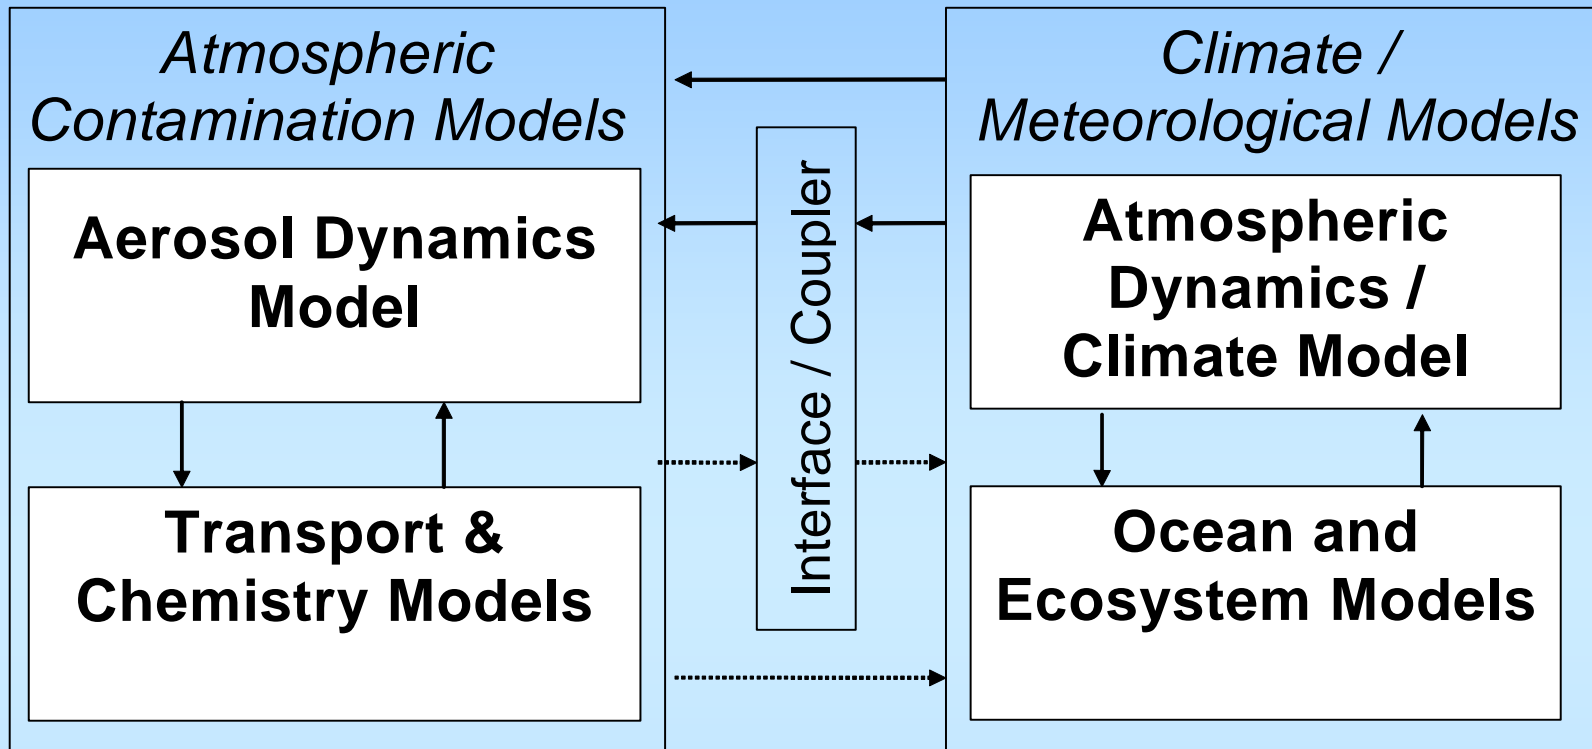 Atmospheric
Contamination Models
Aerosol Dynamics
Model
Transport &
Chemistry Models
Interface / Coupler
Climate /
Meteorological Models
Atmospheric
Dynamics /
Climate Model
Ocean and
Ecosystem Models